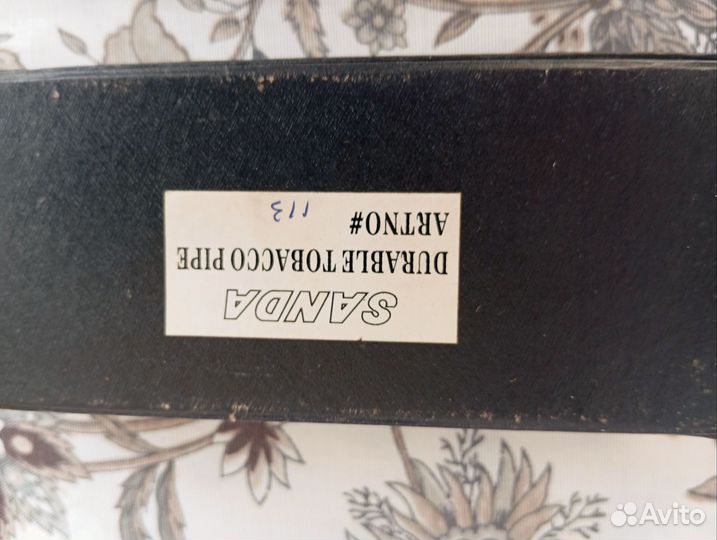 SANDA
DURABLE TOBACCO PIPE
ARTNO# 113
Avito